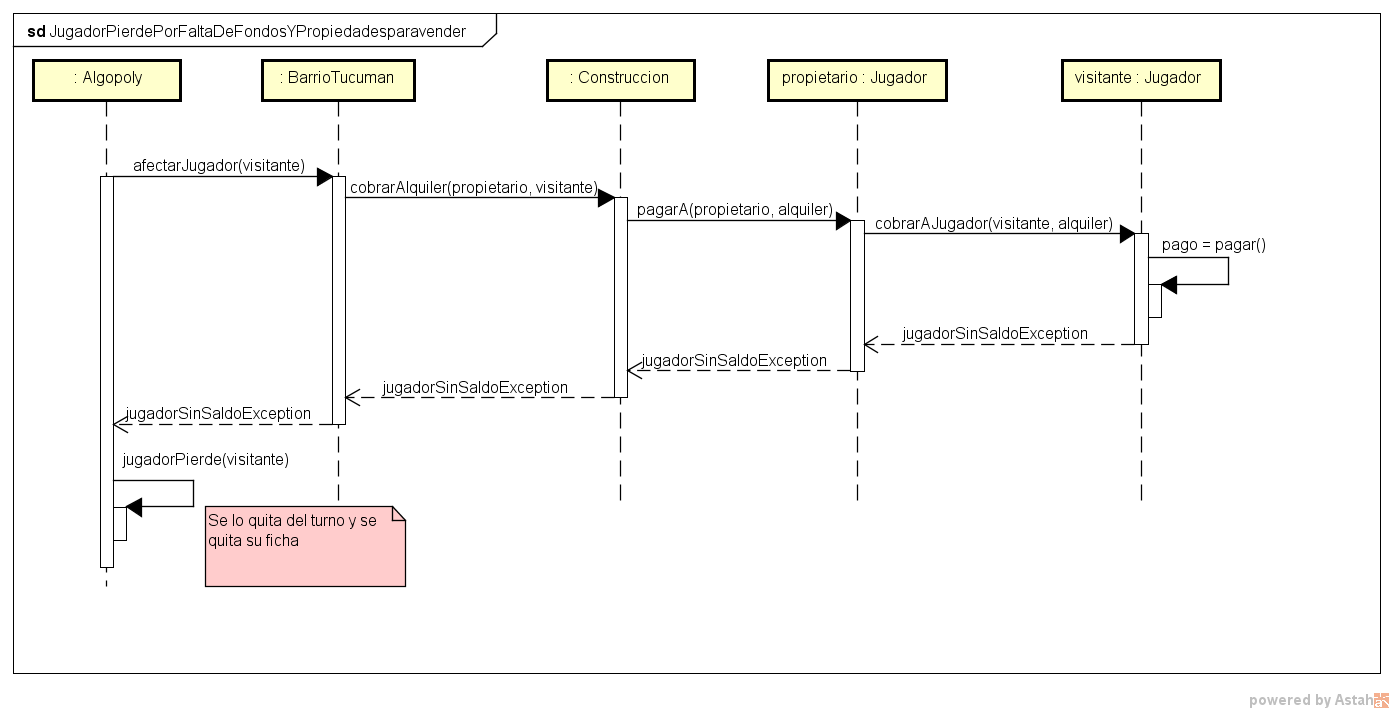 sd JugadorPierdePorFaltaDeFondosYPropiedadesparavender
: Algopoly
: BarrioTucuman
: Construccion
propietario : Jugador
visitante : Jugador
afectarJugador(visitante)
cobrarAlquiler(propietario, visitante)
pagarA(propietario, alquiler)
cobrarAJugador(visitante, alquiler)
pago = pagar()
jugadorSinSaldoException
jugadorSinSaldoException
jugadorSinSaldoException
jugadorSinSaldoException
jugadorPierde(visitante)
Se lo quita del turno y se
quita su ficha
powered by Astah